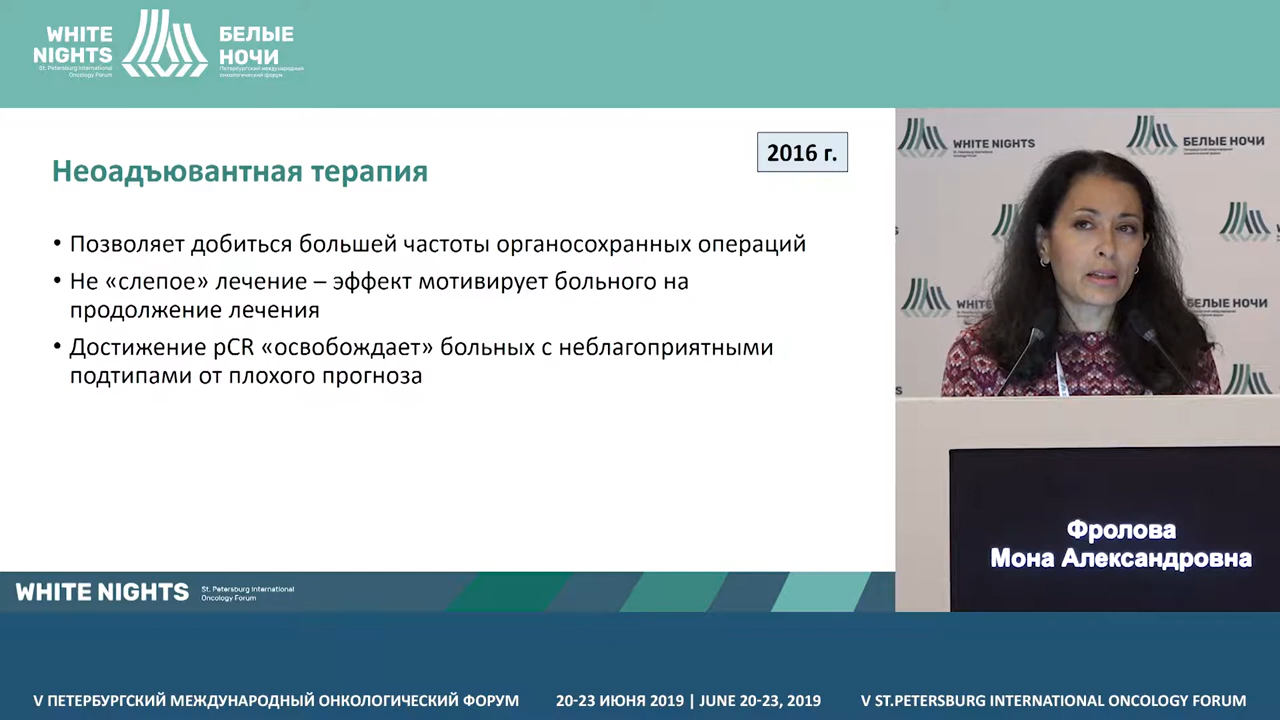 WHITE
NIGHTS
St. Petersburg International
Oncology Forum
БЕЛЫЕ
НОЧИ
Петербургский международный
онкологический форум
2016 г.
Неоадъювантная терапия
• Позволяет добиться большей частоты органосохранных операций
• Не «слепое» лечение – эффект мотивирует больного на
продолжение лечения
• Достижение pCR «освобождает» больных с неблагоприятными
подтипами от плохого прогноза
WHITE NIGHTS
St. Petersburg International
Oncology Forum
WHITE NIGHTS
БЕЛЫЕ НОЧИ
WHITE
БЕЛЫЕ НОЧИ
Фролова
Мона Александровна
V ПЕТЕРБУРГСКИЙ МЕЖДУНАРОДНЫЙ ОНКОЛОГИЧЕСКИЙ ФОРУМ
20-23 ИЮНЯ 2019 | JUNE 20-23, 2019
V ST.PETERSBURG INTERNATIONAL ONCOLOGY FORUM